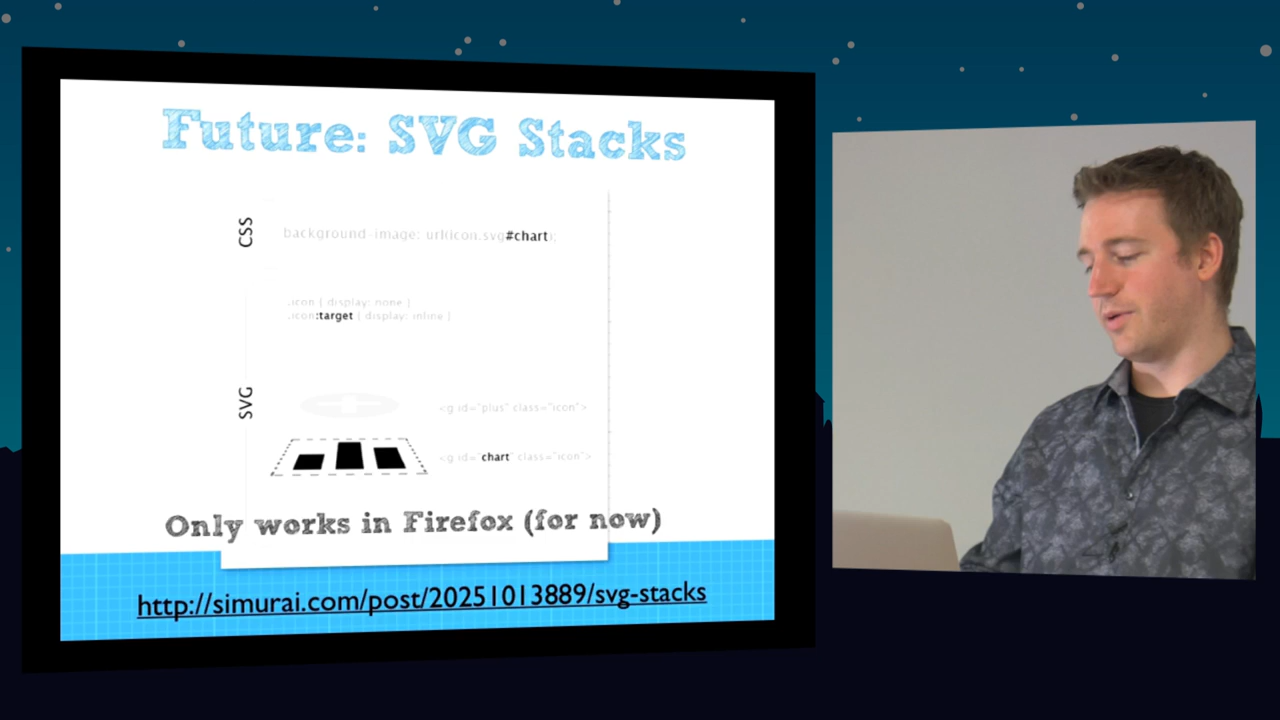 Future: SVG Stacks
CSS
background-image: url(icon.svg#chart);
.icon { display: none }
.icon:target { display: inline }
SVG
<g id="plus" class="icon">
<g id="chart" class="icon">
Only works in Firefox (for now)
http://simurai.com/post/20251013889/svg-stacks